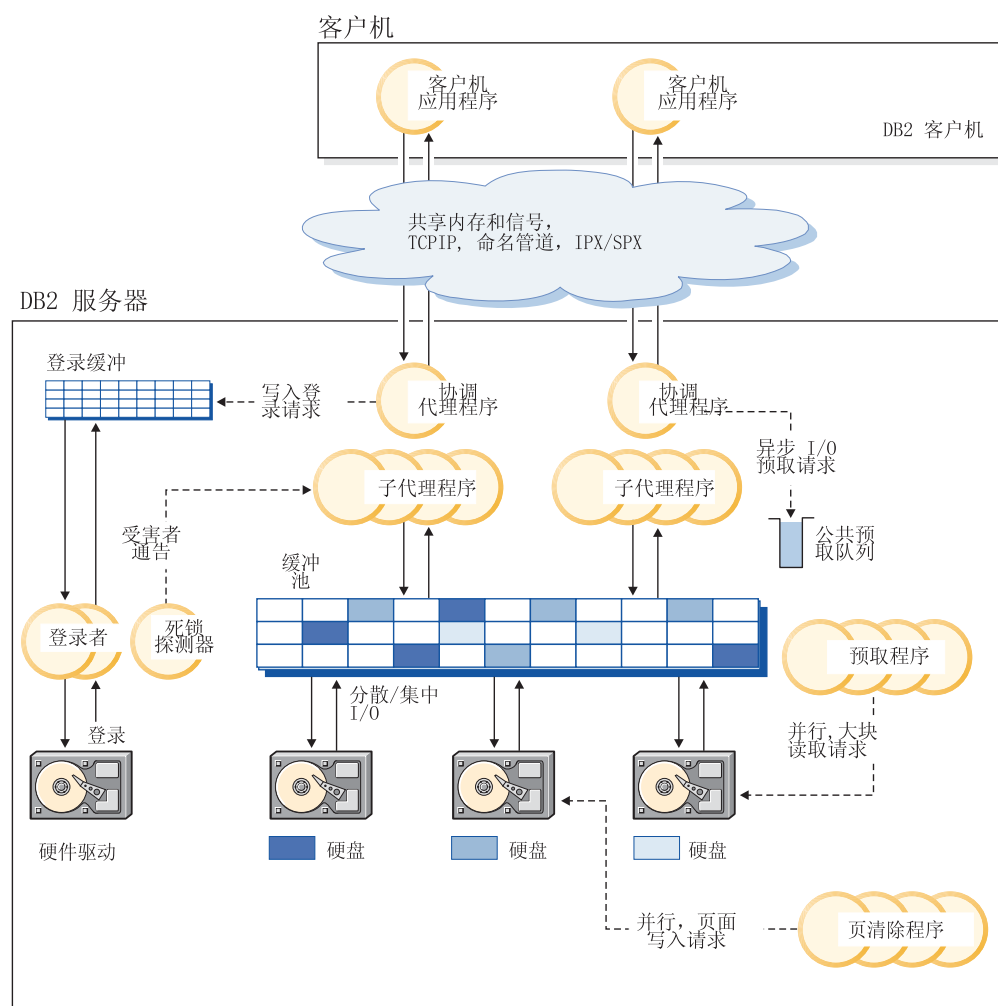 客户机
客户机
应用程序
客户机
应用程序
DB2 客户机
共享内存和信号，
TCPIP, 命名管道, IPX/SPX
DB2 服务器
登录缓冲
写入登
录请求
协调
代理程序
协调
代理程序
异步 I/O
预取请求
子代理程序
子代理程序
受害者
通告
公共预
取队列
缓冲
池
登录者
死锁
探测器
预取程序
分散/集中
I/O
登录
并行,大块
读取请求
硬件驱动
硬盘
硬盘
硬盘
并行，页面
写入请求
页清除程序